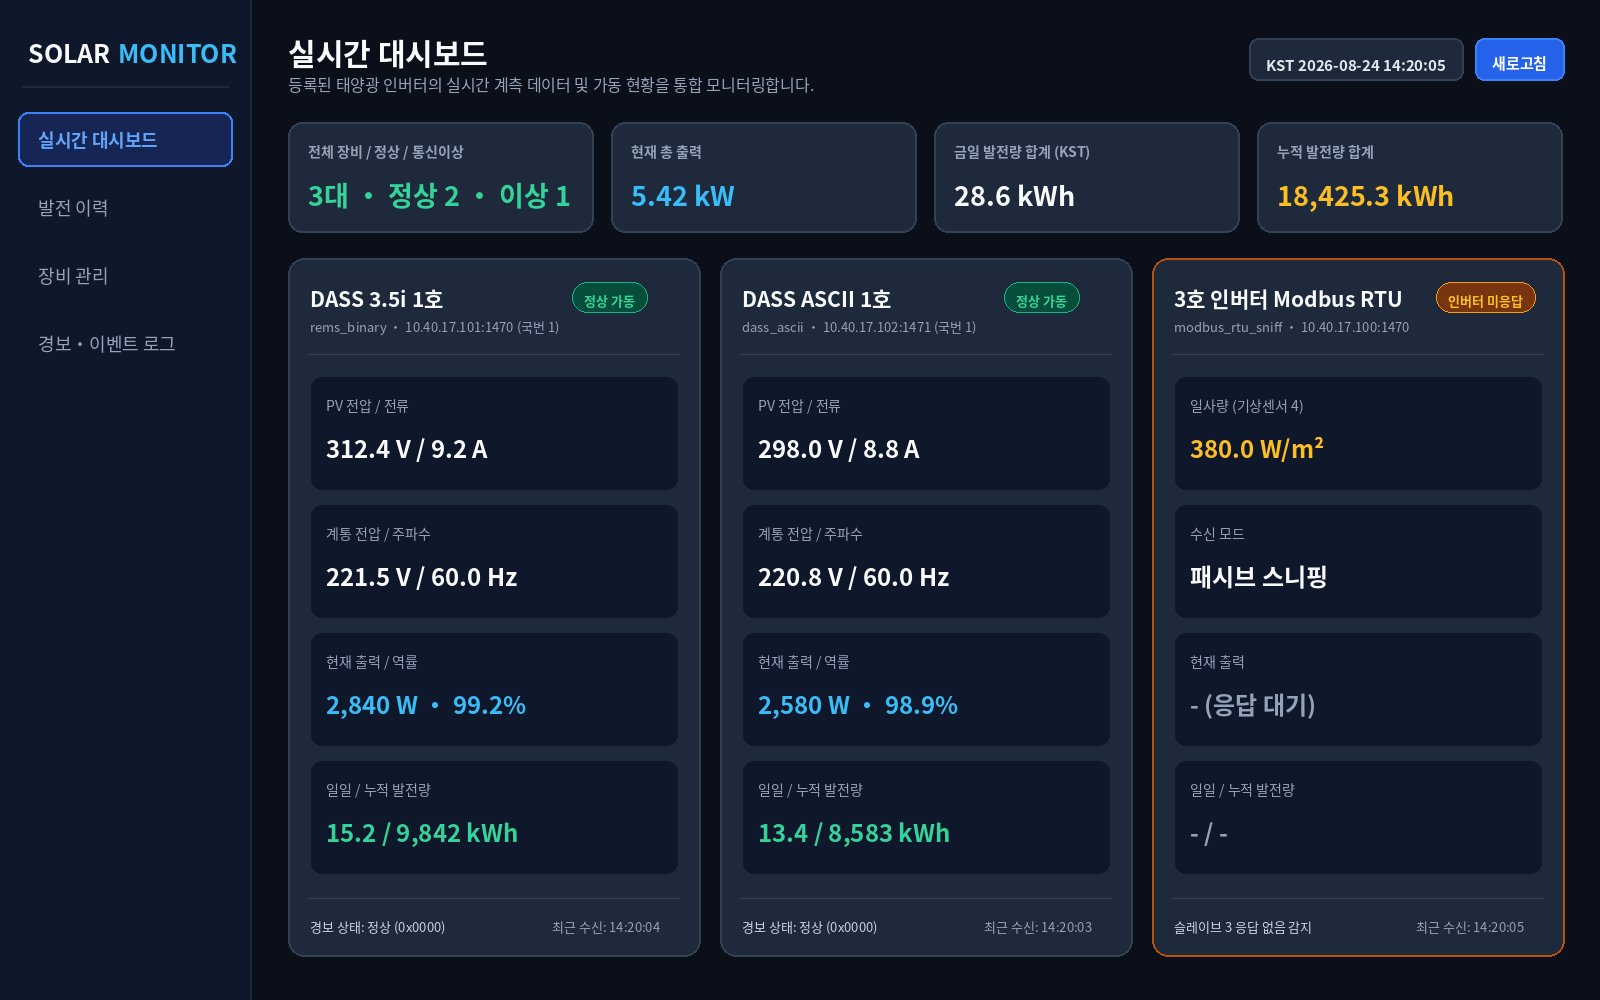 SOLAR MONITOR
실시간 대시보드
발전 이력
장비 관리
경보・이벤트 로그
실시간 대시보드
등록된 태양광 인버터의 실시간 계측 데이터 및 가동 현황을 통합 모니터링합니다.
KST 2026-08-24 14:20:05
새로고침
전체 장비 / 정상 / 통신이상
3대 ・ 정상 2 ・ 이상 1
현재 총 출력
5.42 kW
금일 발전량 합계 (KST)
28.6 kWh
누적 발전량 합계
18,425.3 kWh
DASS 3.5i 1호
정상 가동
rems_binary ・ 10.40.17.101:1470 (국번 1)
PV 전압 / 전류
312.4 V / 9.2 A
계통 전압 / 주파수
221.5 V / 60.0 Hz
현재 출력 / 역률
2,840 W ・ 99.2%
일일 / 누적 발전량
15.2 / 9,842 kWh
경보 상태: 정상 (0x0000)
최근 수신: 14:20:04
DASS ASCII 1호
정상 가동
dass_ascii ・ 10.40.17.102:1471 (국번 1)
PV 전압 / 전류
298.0 V / 8.8 A
계통 전압 / 주파수
220.8 V / 60.0 Hz
현재 출력 / 역률
2,580 W ・ 98.9%
일일 / 누적 발전량
13.4 / 8,583 kWh
경보 상태: 정상 (0x0000)
최근 수신: 14:20:03
3호 인버터 Modbus RTU
인버터 미응답
modbus_rtu_sniff ・ 10.40.17.100:1470
일사량 (기상센서 4)
380.0 W/m²
수신 모드
패시브 스니핑
현재 출력
- (응답 대기)
일일 / 누적 발전량
- / -
슬레이브 3 응답 없음 감지
최근 수신: 14:20:05